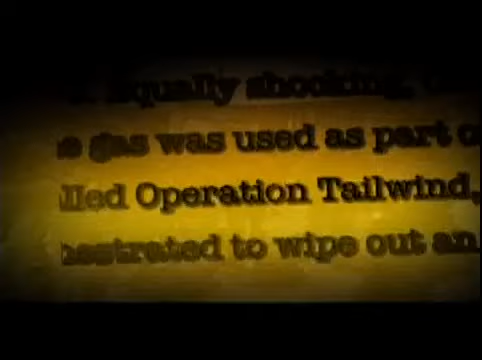 equally shocking,
gas was used as part
Operation Tailwind,
to wipe out an